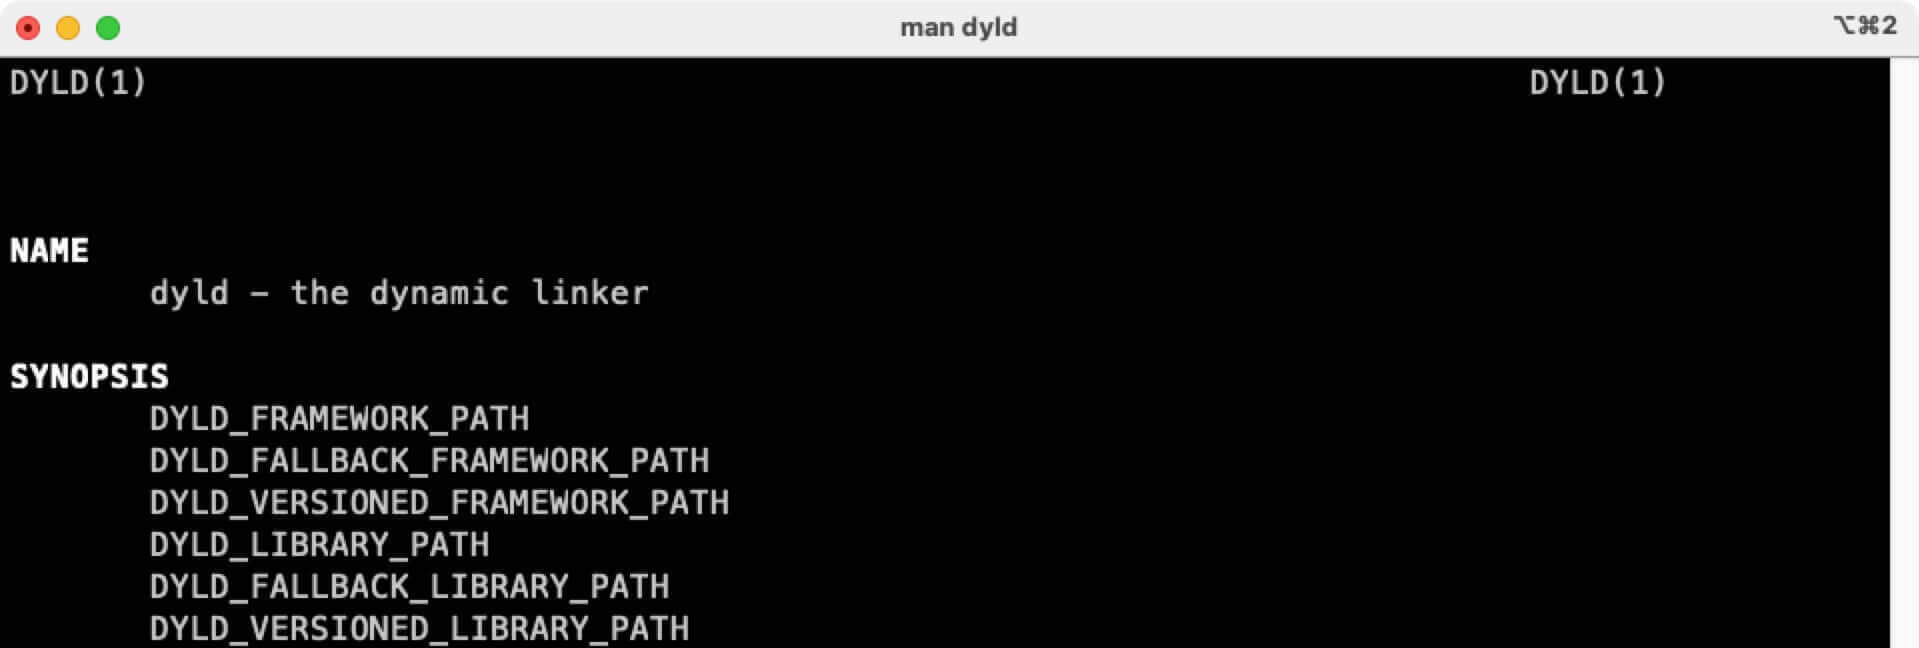 man dyld ⌥⌘2
DYLD(1) DYLD(1)
NAME
dyld – the dynamic linker
SYNOPSIS
DYLD_FRAMEWORK_PATH
DYLD_FALLBACK_FRAMEWORK_PATH
DYLD_VERSIONED_FRAMEWORK_PATH
DYLD_LIBRARY_PATH
DYLD_FALLBACK_LIBRARY_PATH
DYLD_VERSIONED_LIBRARY_PATH